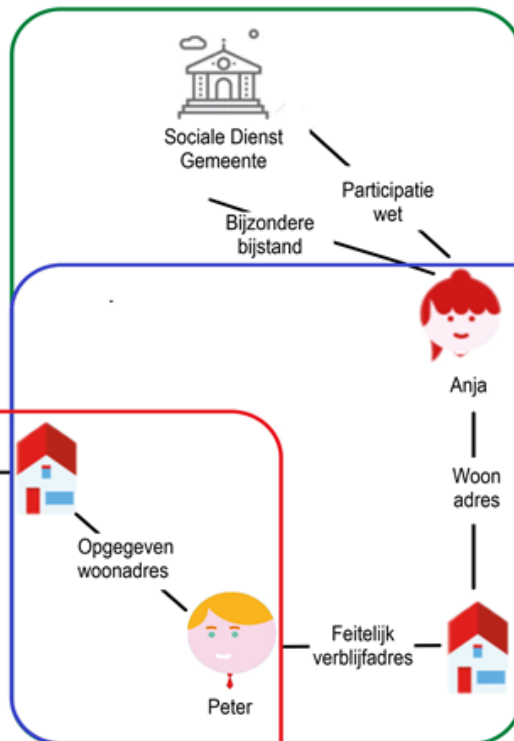 Sociale Dienst
Gemeente
Participatie
wet
Bijzondere
bijstand
Anja
Woon
adres
Opgegeven
woonadres
Feitelijk
verblijfadres
Peter